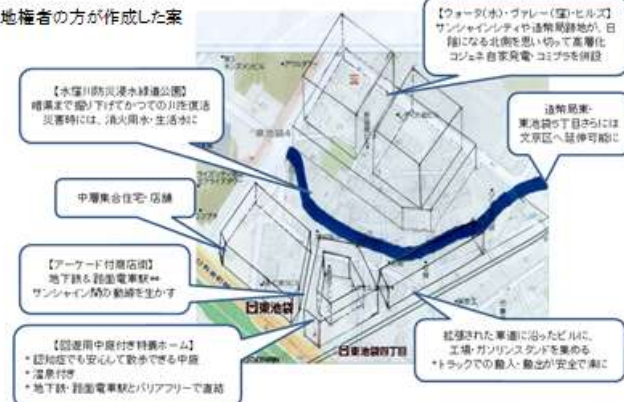 地権者の方が作成した案
【ウォータ(水)・ヴァレー(窪)・ヒルズ】
サンシャインシティや造幣局跡地が、日
陰になる北側を思い切って高層化
コジェネ自家発電・コミプラを併設
【水窪川防災浸水緑道公園】
暗渠まで掘り下げてかつての川を復活
災害時には、消火用水・生活水に
造幣局東・
東池袋5丁目さらには
文京区へ延伸可能に
中層集合住宅・店舗
【アーケード付商店街】
地下鉄&路面電車駅⇔
サンシャイン間の動線を生かす
東池袋
【回遊用中庭付き特養ホーム】
*認知症でも安心して散歩できる中庭
*温泉付き
*地下鉄・路面電車駅とバリアフリーで直結
東池袋四丁目
拡張された車道に沿ったビルに、
工場・ガソリンスタンドを集める
*トラックでの搬入・搬出が安全で楽に